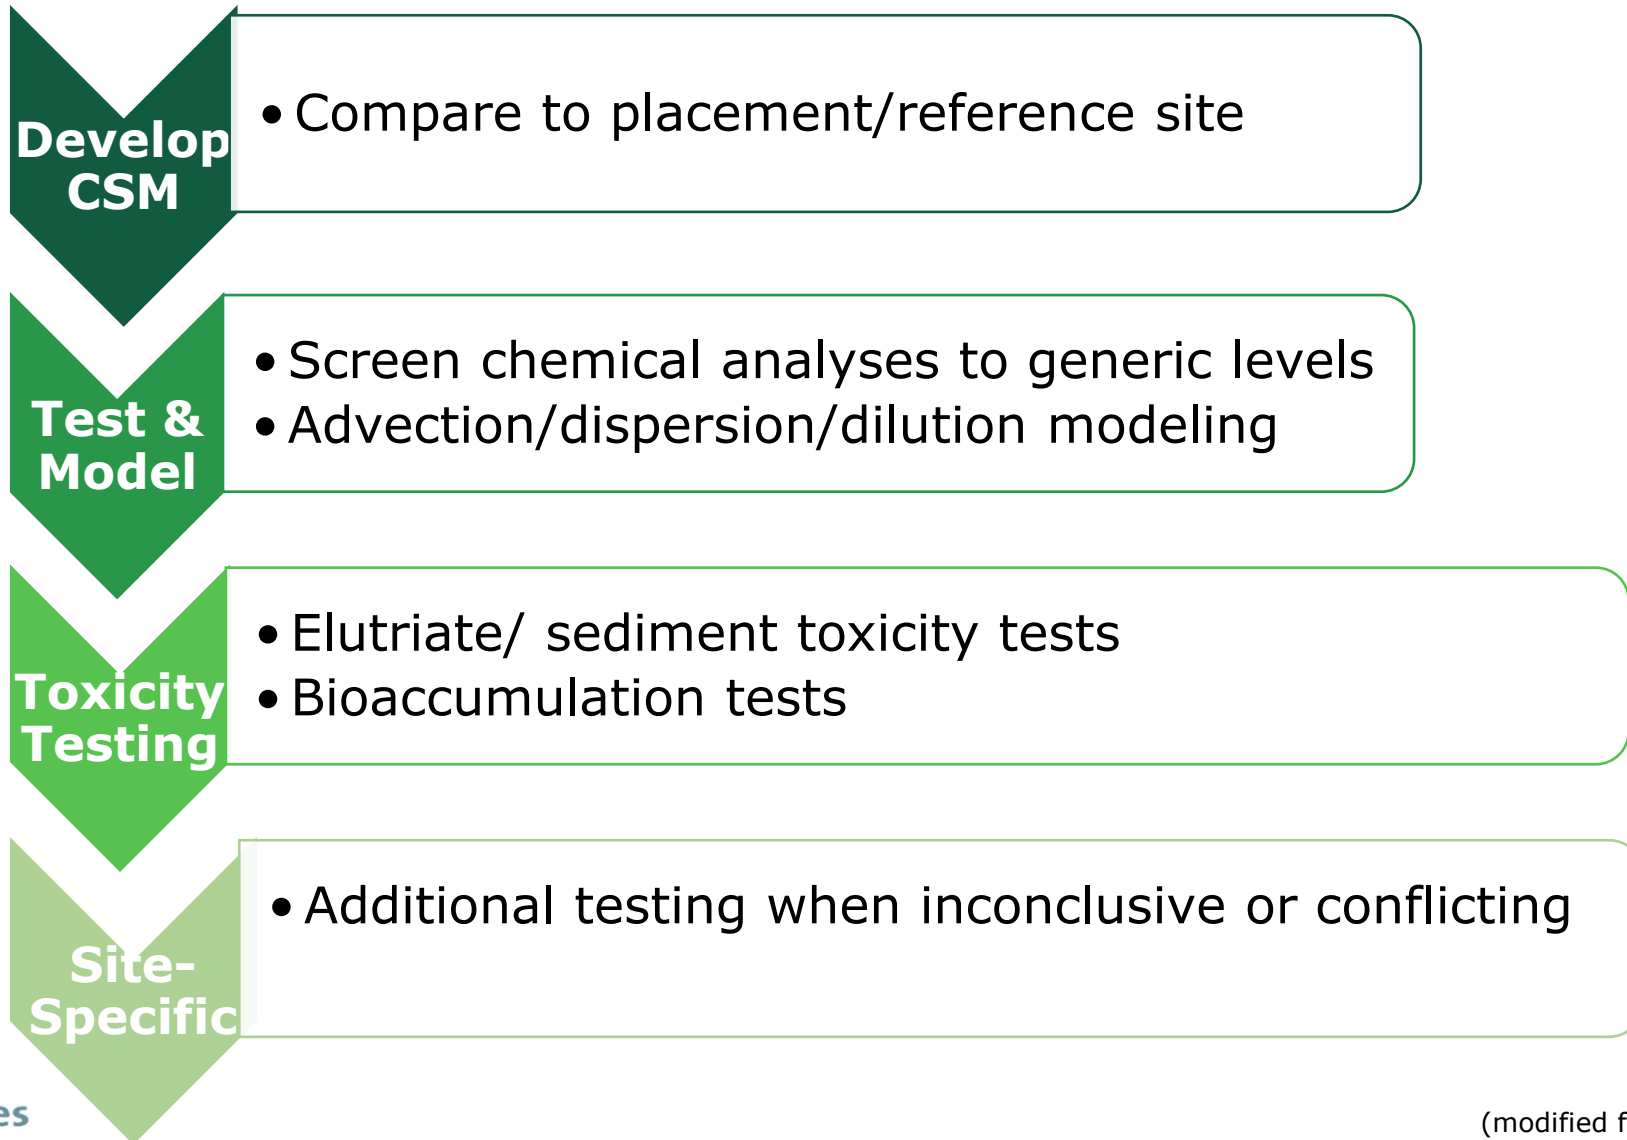 Develop
CSM
• Compare to placement/reference site
Test &
Model
• Screen chemical analyses to generic levels
• Advection/dispersion/dilution modeling
Toxicity
Testing
• Elutriate/ sediment toxicity tests
• Bioaccumulation tests
Site-
Specific
• Additional testing when inconclusive or conflicting
es
(modified f